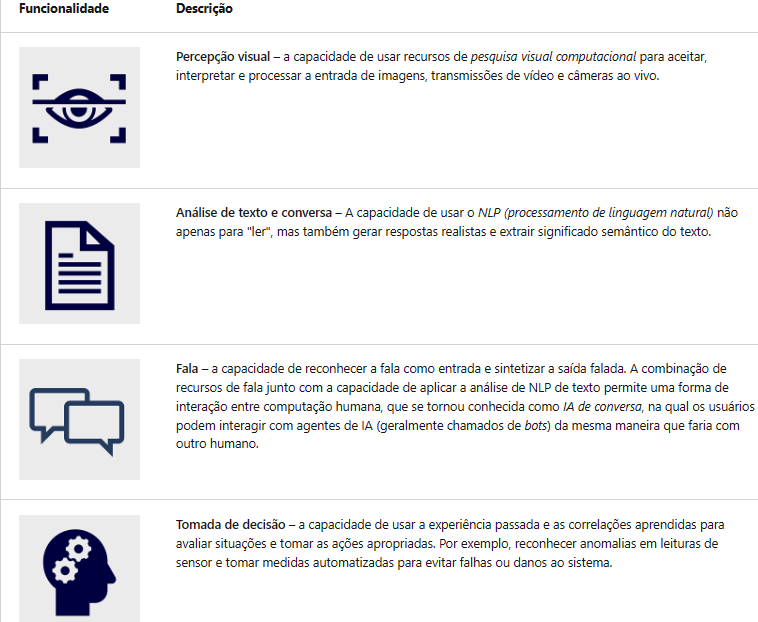 Funcionalidade Descrição
Percepção visual – a capacidade de usar recursos de pesquisa visual computacional para aceitar,
interpretar e processar a entrada de imagens, transmissões de vídeo e câmeras ao vivo.
Análise de texto e conversa – A capacidade de usar o NLP (processamento de linguagem natural) não
apenas para "ler", mas também gerar respostas realistas e extrair significado semântico do texto.
Fala – a capacidade de reconhecer a fala como entrada e sintetizar a saída falada. A combinação de
recursos de fala junto com a capacidade de aplicar a análise de NLP de texto permite uma forma de
interação entre computação humana, que se tornou conhecida como IA de conversa, na qual os usuários
podem interagir com agentes de IA (geralmente chamados de bots) da mesma maneira que faria com
outro humano.
Tomada de decisão – a capacidade de usar a experiência passada e as correlações aprendidas para
avaliar situações e tomar as ações apropriadas. Por exemplo, reconhecer anomalias em leituras de
sensor e tomar medidas automatizadas para evitar falhas ou danos ao sistema.